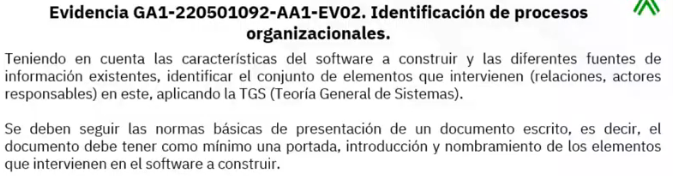 Evidencia GA1-220501092-AA1-EV02. Identificación de procesos
organizacionales.
Teniendo en cuenta las características del software a construir y las diferentes fuentes de
información existentes, identificar el conjunto de elementos que intervienen (relaciones, actores
responsables) en este, aplicando la TGS (Teoría General de Sistemas).
Se deben seguir las normas básicas de presentación de un documento escrito, es decir, el
documento debe tener como mínimo una portada, introducción y nombramiento de los elementos
que intervienen en el software a construir.